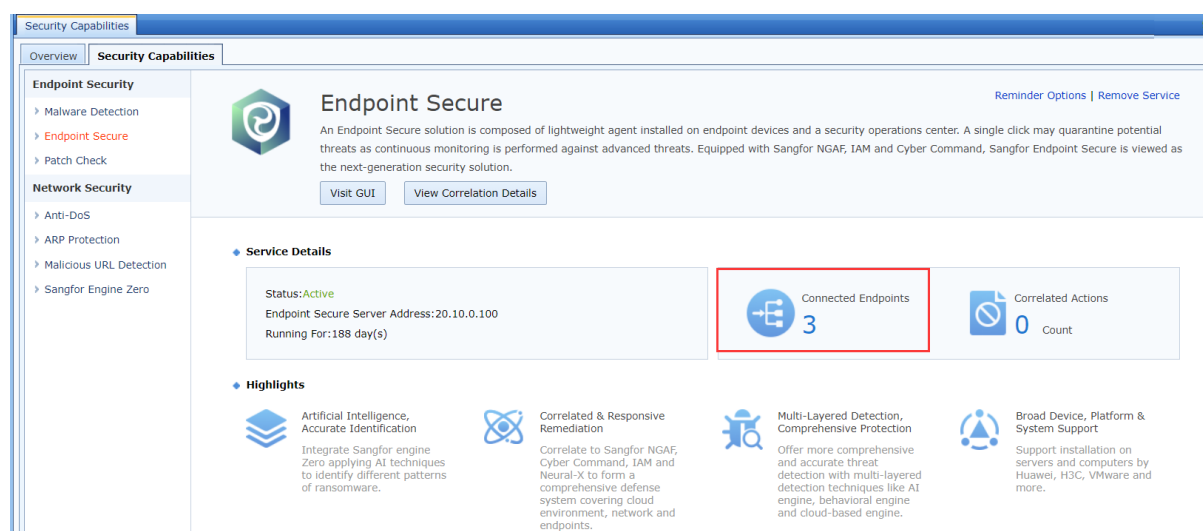 Security Capabilities
Overview
Security Capabilities
Endpoint Security
Malware Detection
Endpoint Secure
Patch Check
Network Security
Anti-DoS
ARP Protection
Malicious URL Detection
Sangfor Engine Zero
Endpoint Secure
Reminder Options | Remove Service
An Endpoint Secure solution is composed of lightweight agent installed on endpoint devices and a security operations center. A single click may quarantine potential
threats as continuous monitoring is performed against advanced threats. Equipped with Sangfor NGAF, IAM and Cyber Command, Sangfor Endpoint Secure is viewed as
the next-generation security solution.
Visit GUI
View Correlation Details
Service Details
Status:Active
Endpoint Secure Server Address:20.10.0.100
Running For:188 day(s)
Connected Endpoints
3
Correlated Actions
0 Count
Highlights
Artificial Intelligence,
Accurate Identification
Integrate Sangfor engine
Zero applying AI techniques
to identify different patterns
of ransomware.
Correlated & Responsive
Remediation
Correlate to Sangfor NGAF,
Cyber Command, IAM and
Neural-X to form a
comprehensive defense
system covering cloud
environment, network and
endpoints.
Multi-Layered Detection,
Comprehensive Protection
Offer more comprehensive
and accurate threat
detection with multi-layered
detection techniques like AI
engine, behavioral engine
and cloud-based engine.
Broad Device, Platform &
System Support
Support installation on
servers and computers by
Huawei, H3C, VMware and
more.